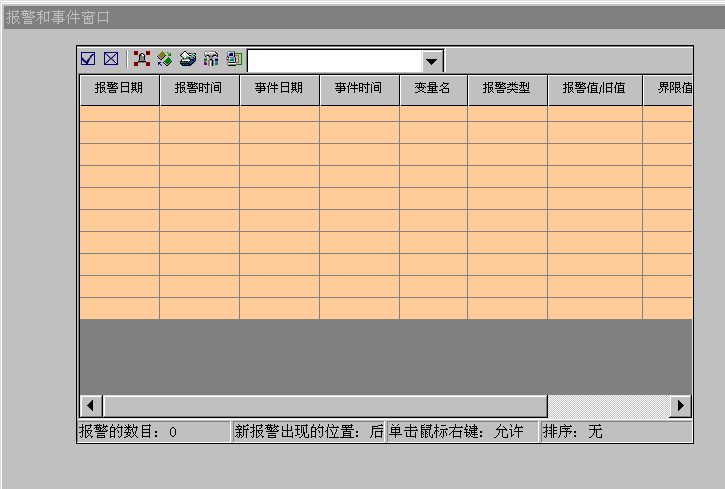 报警和事件窗口
报警日期 报警时间 事件日期 事件时间 变量名 报警类型 报警值/旧值 界限值
报警的数目：0 新报警出现的位置：后 单击鼠标右键：允许 排序：无